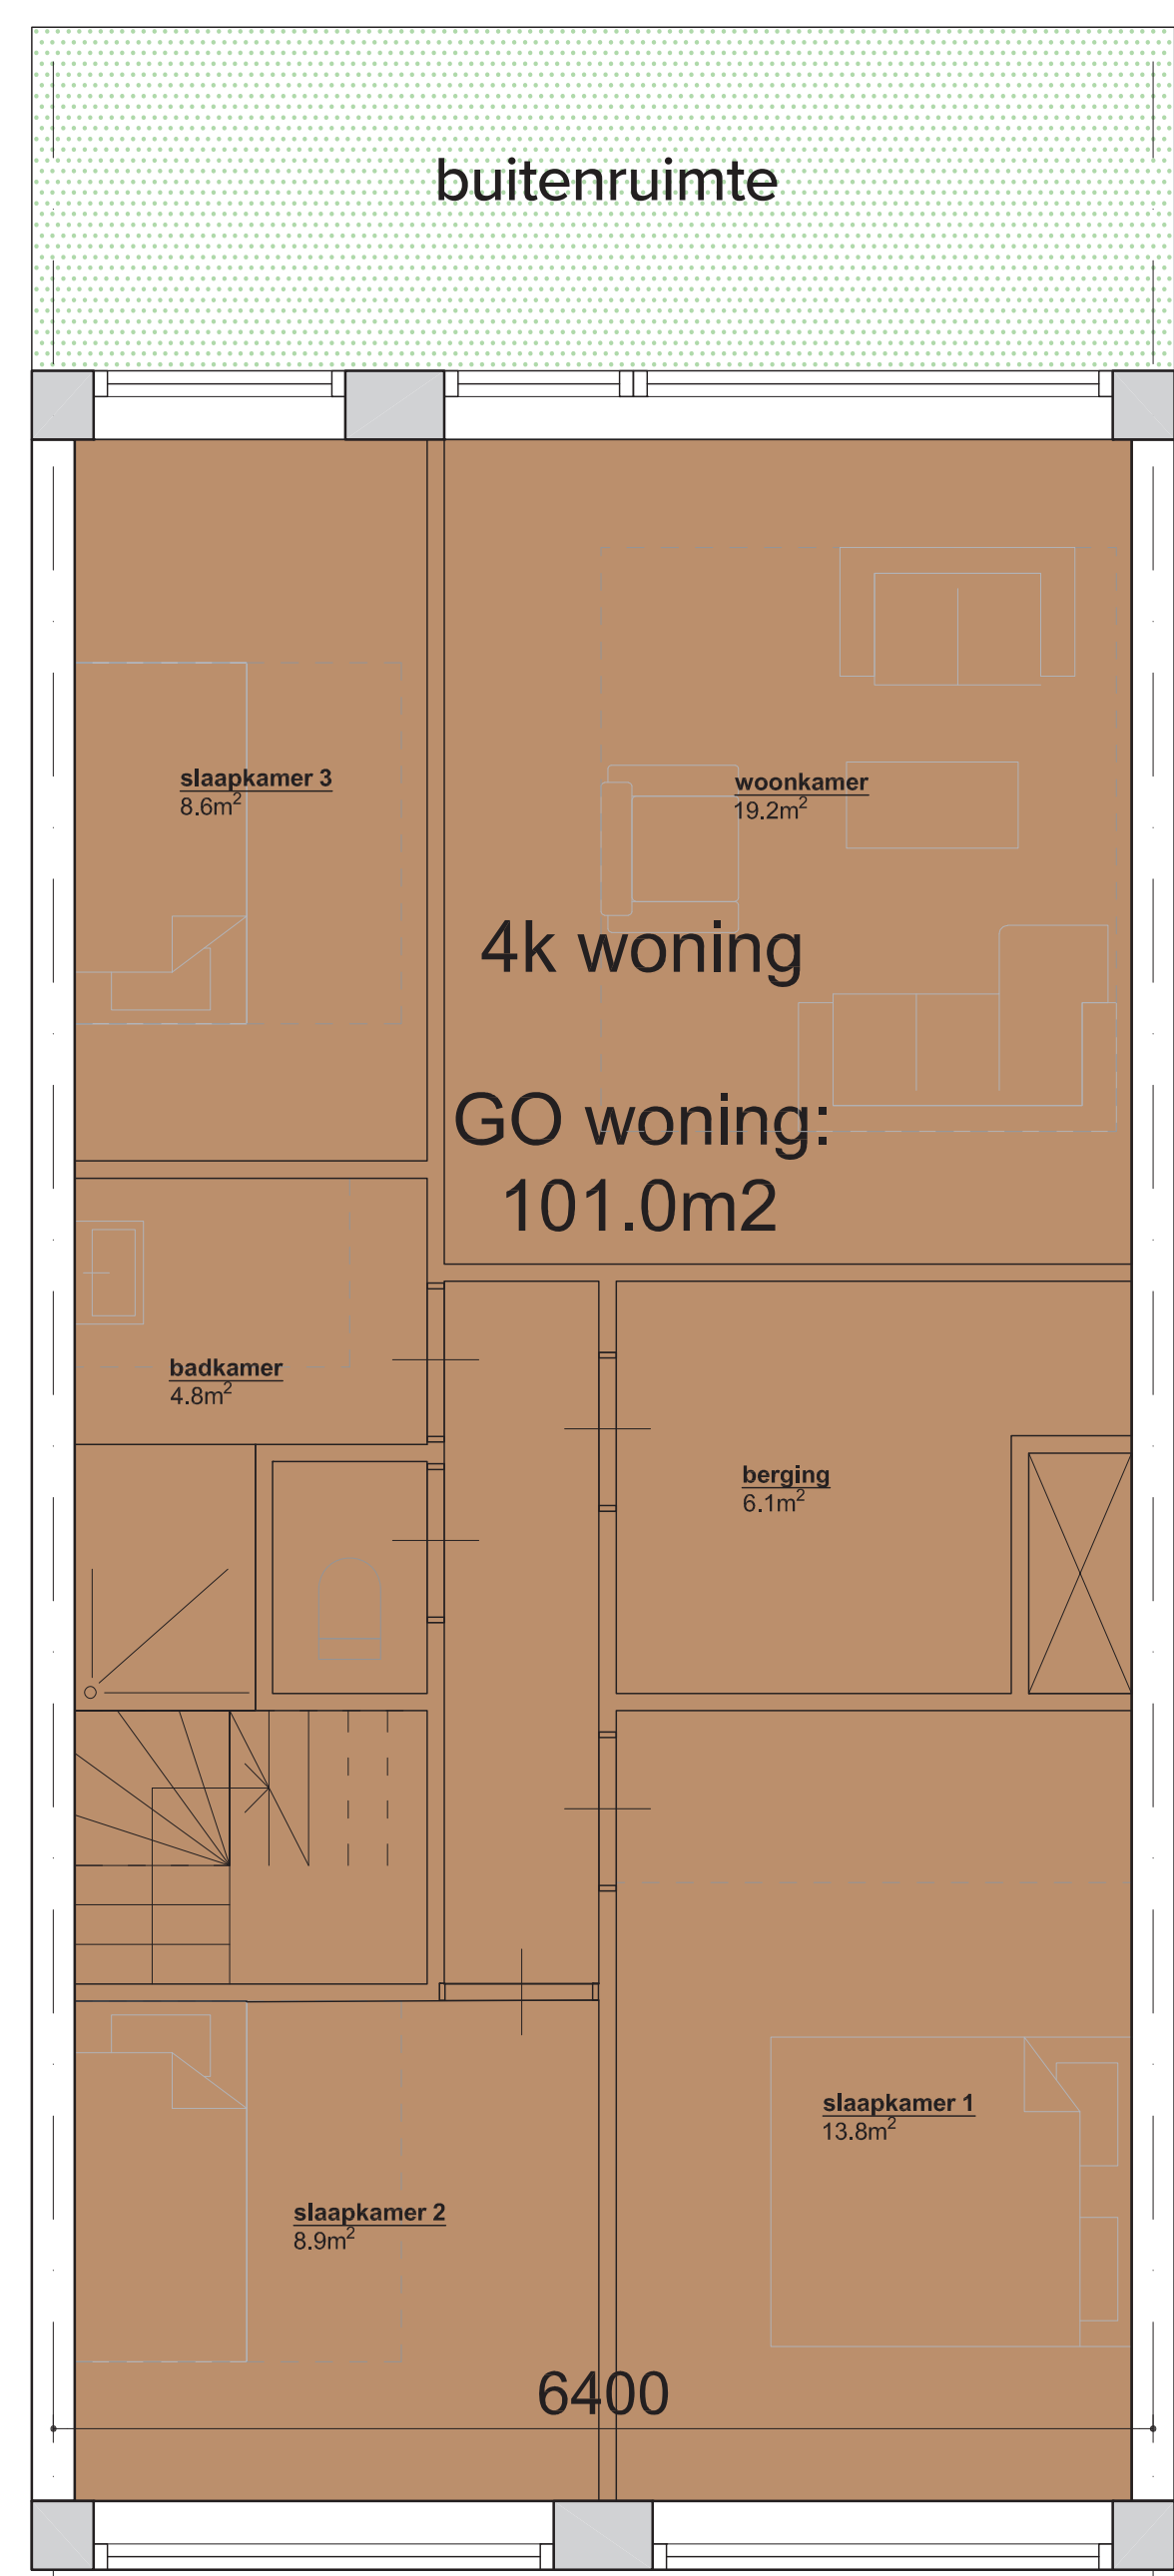 buitenruimte
slaapkamer 3
8.6m²
woonkamer
19.2m²
4k woning
GO woning:
101.0m2
badkamer
4.8m²
berging
6.1m²
slaapkamer 1
13.8m²
slaapkamer 2
8.9m²
6400